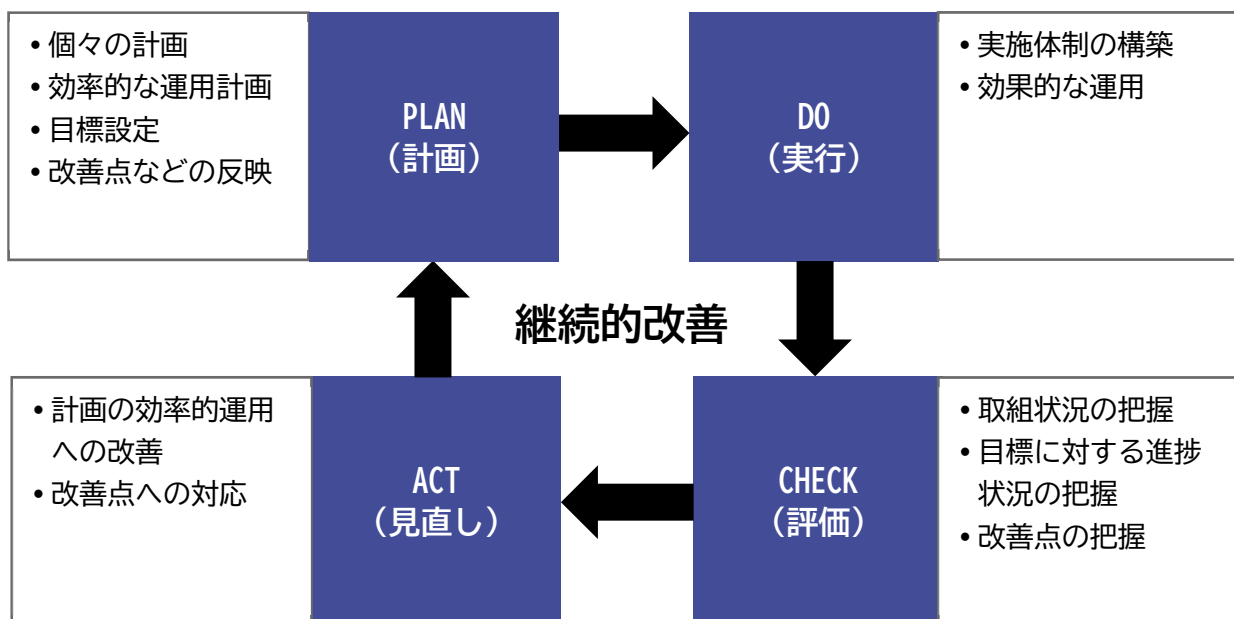 • 個々の計画
• 効率的な運用計画
• 目標設定
• 改善点などの反映
PLAN
（計画）
DO
（実行）
• 実施体制の構築
• 効果的な運用
継続的改善
• 計画の効率的運用
への改善
• 改善点への対応
ACT
（見直し）
CHECK
（評価）
• 取組状況の把握
• 目標に対する進捗
状況の把握
• 改善点の把握